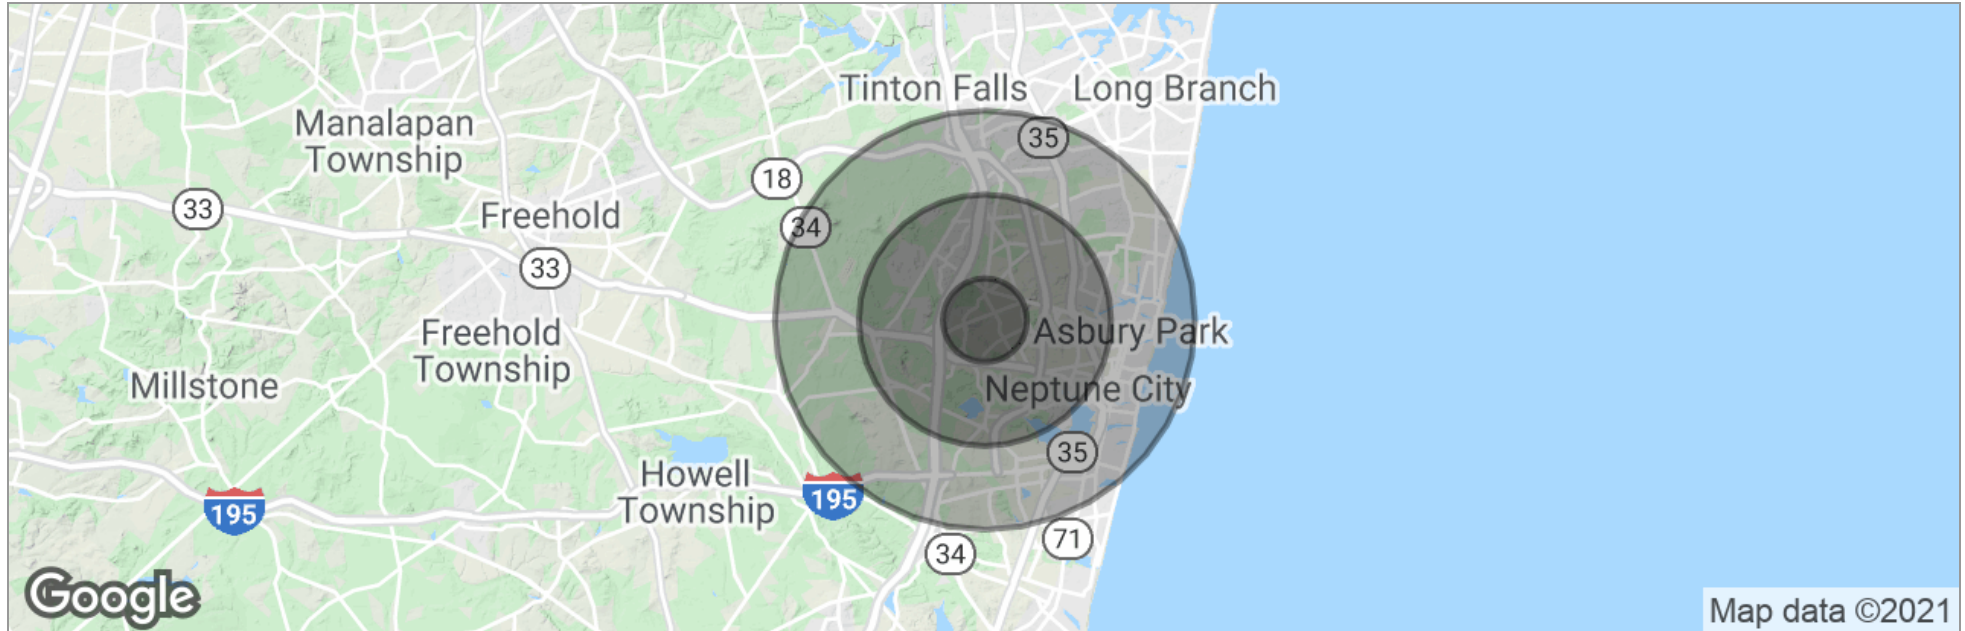 Tinton Falls
Long Branch
Manalapan
Township
35
18
33
Freehold
34
33
Freehold
Township
Asbury Park
Millstone
Neptune City
35
Howell
Township
195
195
34
71
Google
Map data ©2021